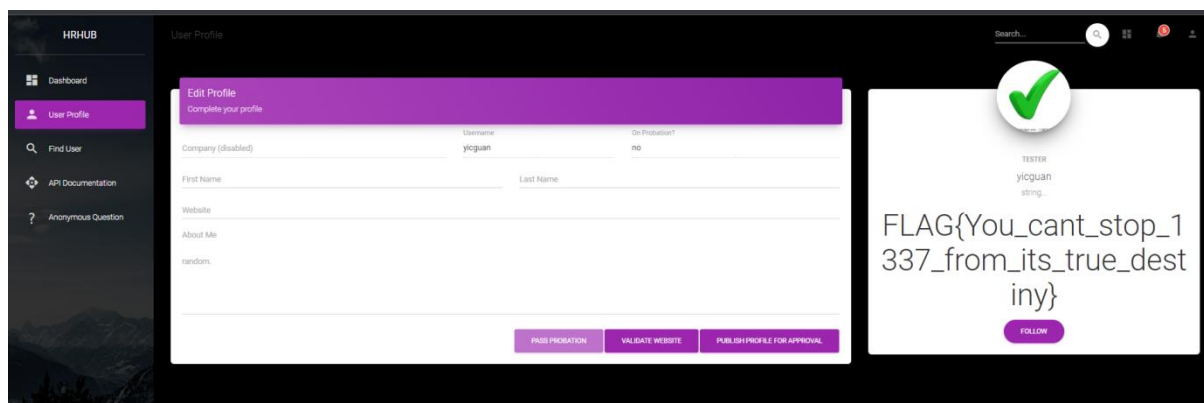 HRHUB
User Profile
Search...
5
Dashboard
User Profile
Find User
API Documentation
Anonymous Question
Edit Profile
Complete your profile
Company (disabled)
Username
yicguan
On Probation?
no
First Name
Last Name
Website
About Me
random.
PASS PROBATION
VALIDATE WEBSITE
PUBLISH PROFILE FOR APPROVAL
TESTER
yicguan
string...
FLAG{You_cant_stop_1
337_from_its_true_dest
iny}
FOLLOW